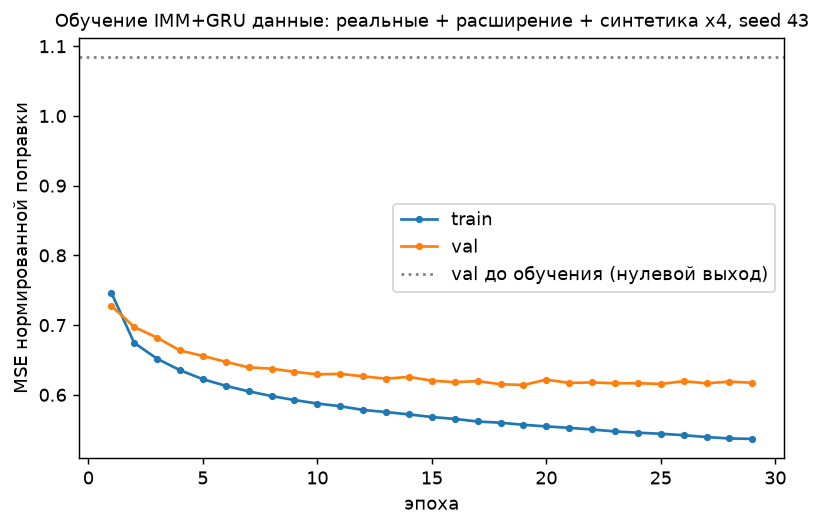 Обучение IMM+GRU данные: реальные + расширение + синтетика x4, seed 43
MSE нормированной поправки
1.1
1.0
0.9
0.8
0.7
0.6
train
val
val до обучения (нулевой выход)
0 5 10 15 20 25 30
эпоха